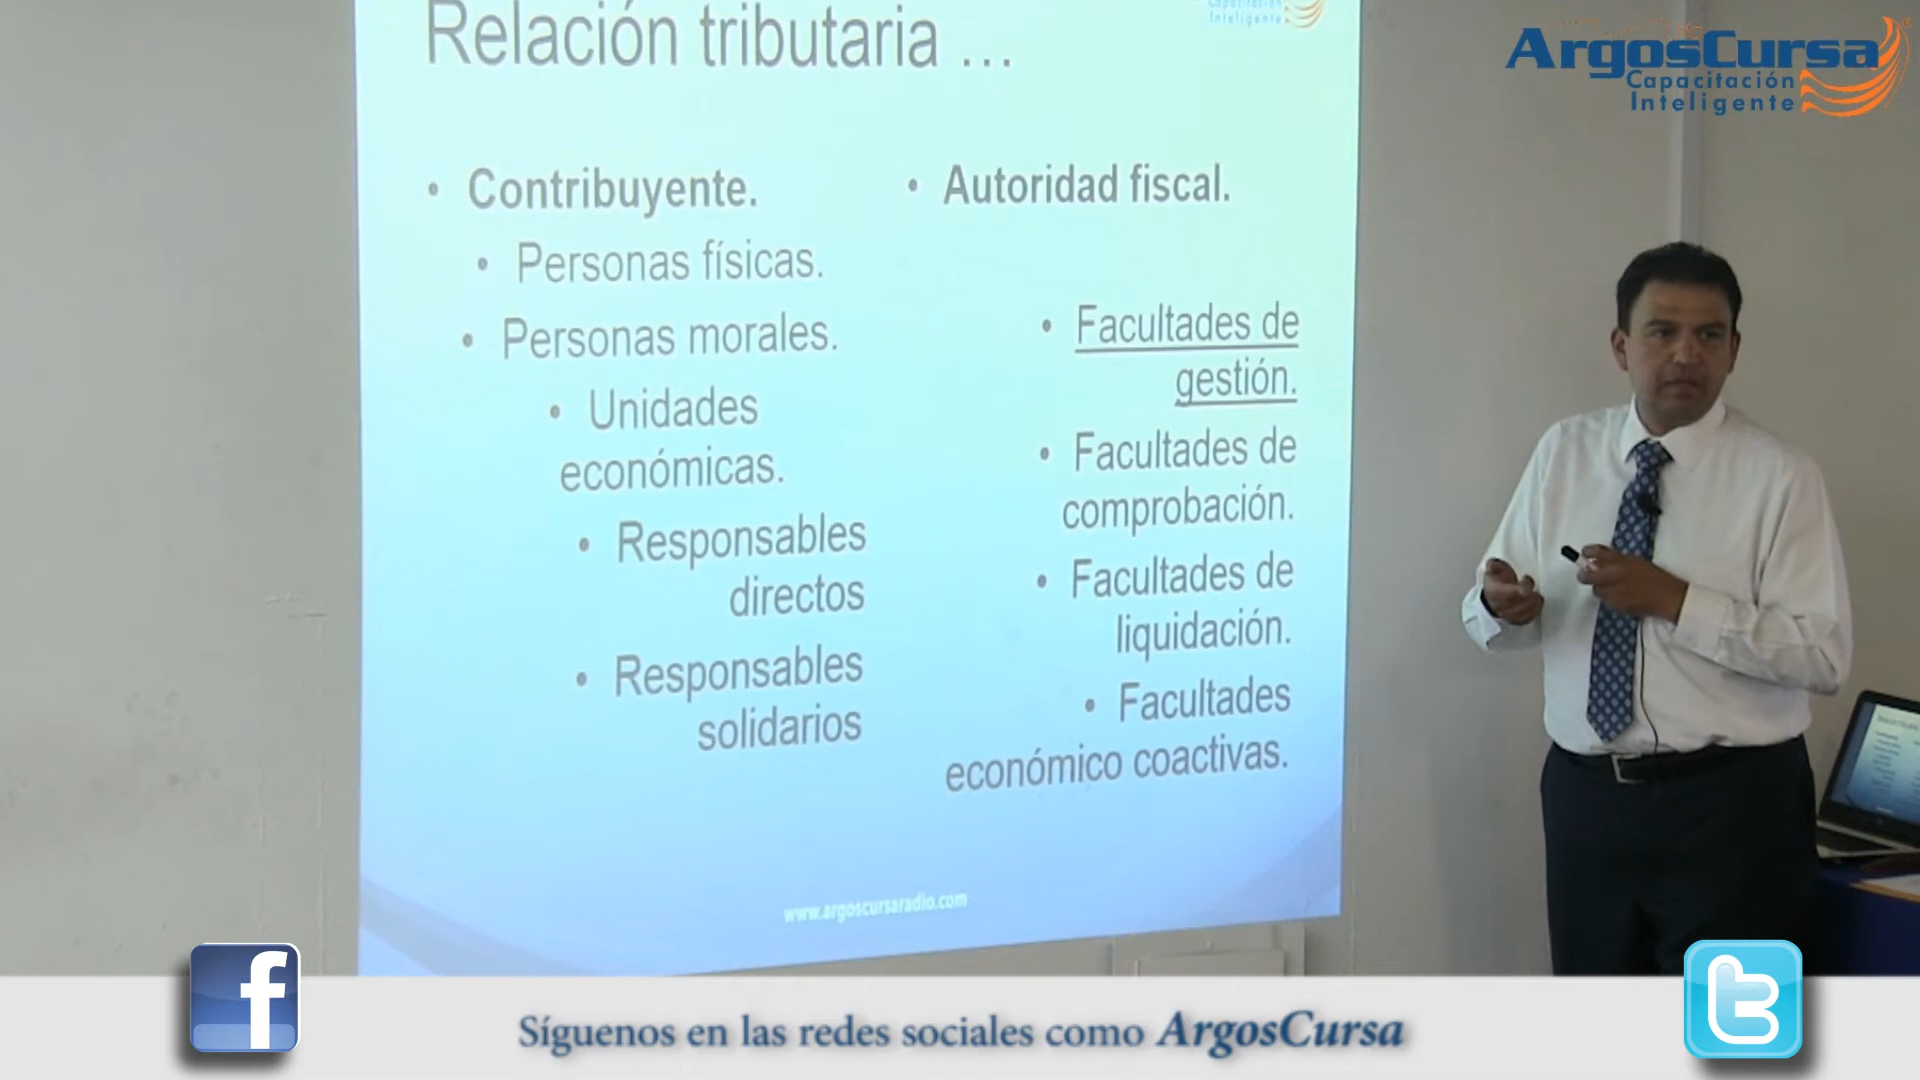 Relación tributaria ...
Capacitación
Inteligente
ArgosCursa
Capacitación
Inteligente
• Contribuyente.
• Personas físicas.
• Personas morales.
• Unidades
económicas.
• Responsables
directos
• Responsables
solidarios
• Autoridad fiscal.
• Facultades de
gestión.
• Facultades de
comprobación.
• Facultades de
liquidación.
• Facultades
económico coactivas.
www.argoscursaradio.com
f
Síguenos en las redes sociales como ArgosCursa
t